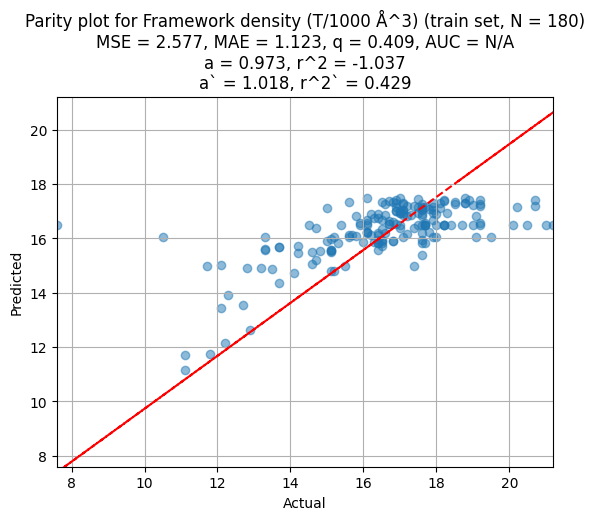 Parity plot for Framework density (T/1000 Å^3) (train set, N = 180)
MSE = 2.577, MAE = 1.123, q = 0.409, AUC = N/A
a = 0.973, r^2 = -1.037
a` = 1.018, r^2` = 0.429
20
18
16
14
12
10
8
Predicted
8 10 12 14 16 18 20
Actual